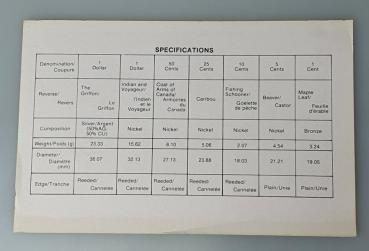 SPECIFICATIONS
Dénomination/ Coupure 1 Dollar 1 Dollar 50 Cents 25 Cents 10 Cents 5 Cents 1 Cent
Reverse/ Revers The Griffon/ Le Griffon Indian and Voyageur/ l'Indien et le Voyageur Coat of Arms of Canada/ Armoiries du Canada Caribou Fishing Schooner/ Goélette de pêche Beaver/ Castor Maple Leaf/ Feuille d'érable
Composition Silver/Argent (50%AG 50% CU) Nickel Nickel Nickel Nickel Nickel Bronze
Weight/Poids (g) 23.33 15.62 8.10 5.06 2.07 4.54 3.24
Diameter/ Diamètre (mm) 36.07 32.13 27.13 23.88 18.03 21.21 19.05
Edge/Tranche Reeded/ Cannelée Reeded/ Cannelée Reeded/ Cannelée Reeded/ Cannelée Reeded/ Cannelée Plain/Unie Plain/Unie